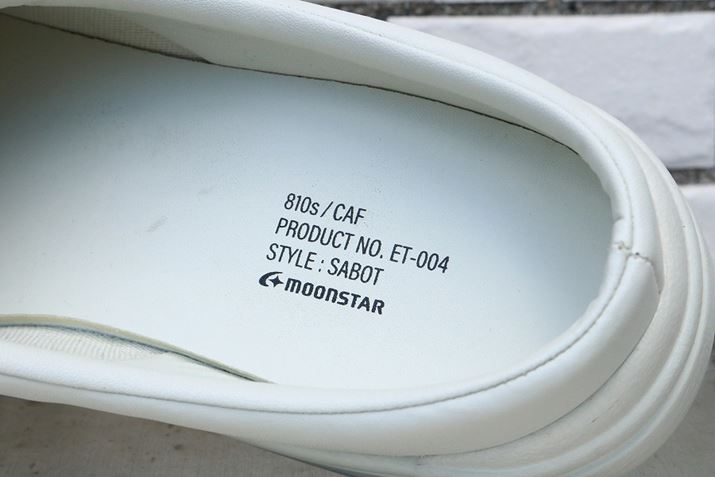 810s / CAF
PRODUCT NO. ET-004
STYLE : SABOT
MOONSTAR